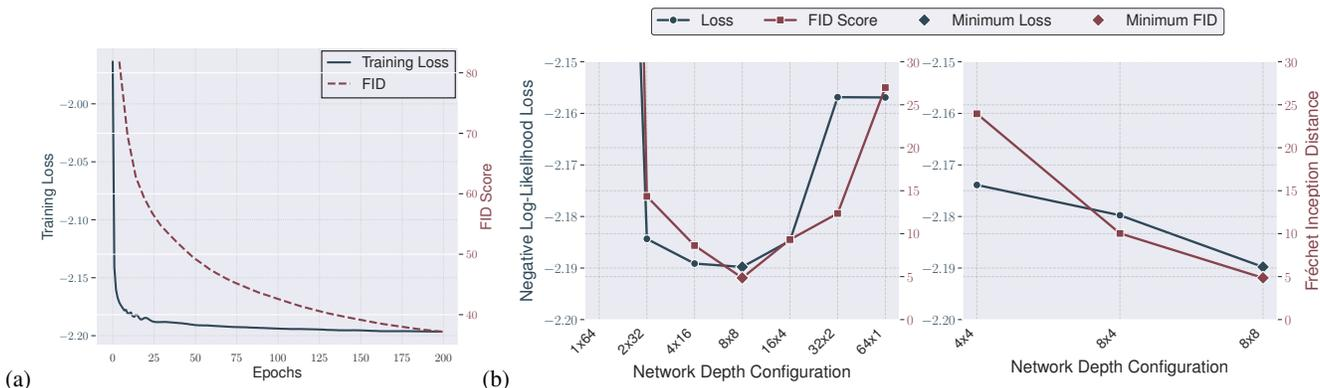 Loss
FID Score
Minimum Loss
Minimum FID
Training Loss
FID
Training Loss
−2.00
−2.05
−2.10
−2.15
−2.20
80
70
60
50
40
FID Score
0
25
50
75
100
125
150
175
200
Epochs
(a)
Negative Log-Likelihood Loss
−2.15
−2.16
−2.17
−2.18
−2.19
−2.20
30
25
20
15
10
5
0
1x64
2x32
4x16
8x8
16x4
32x2
64x1
Network Depth Configuration
(b)
−2.15
−2.16
−2.17
−2.18
−2.19
−2.20
30
25
20
15
10
5
0
Fréchet Inception Distance
4x4
8x4
8x8
Network Depth Configuration